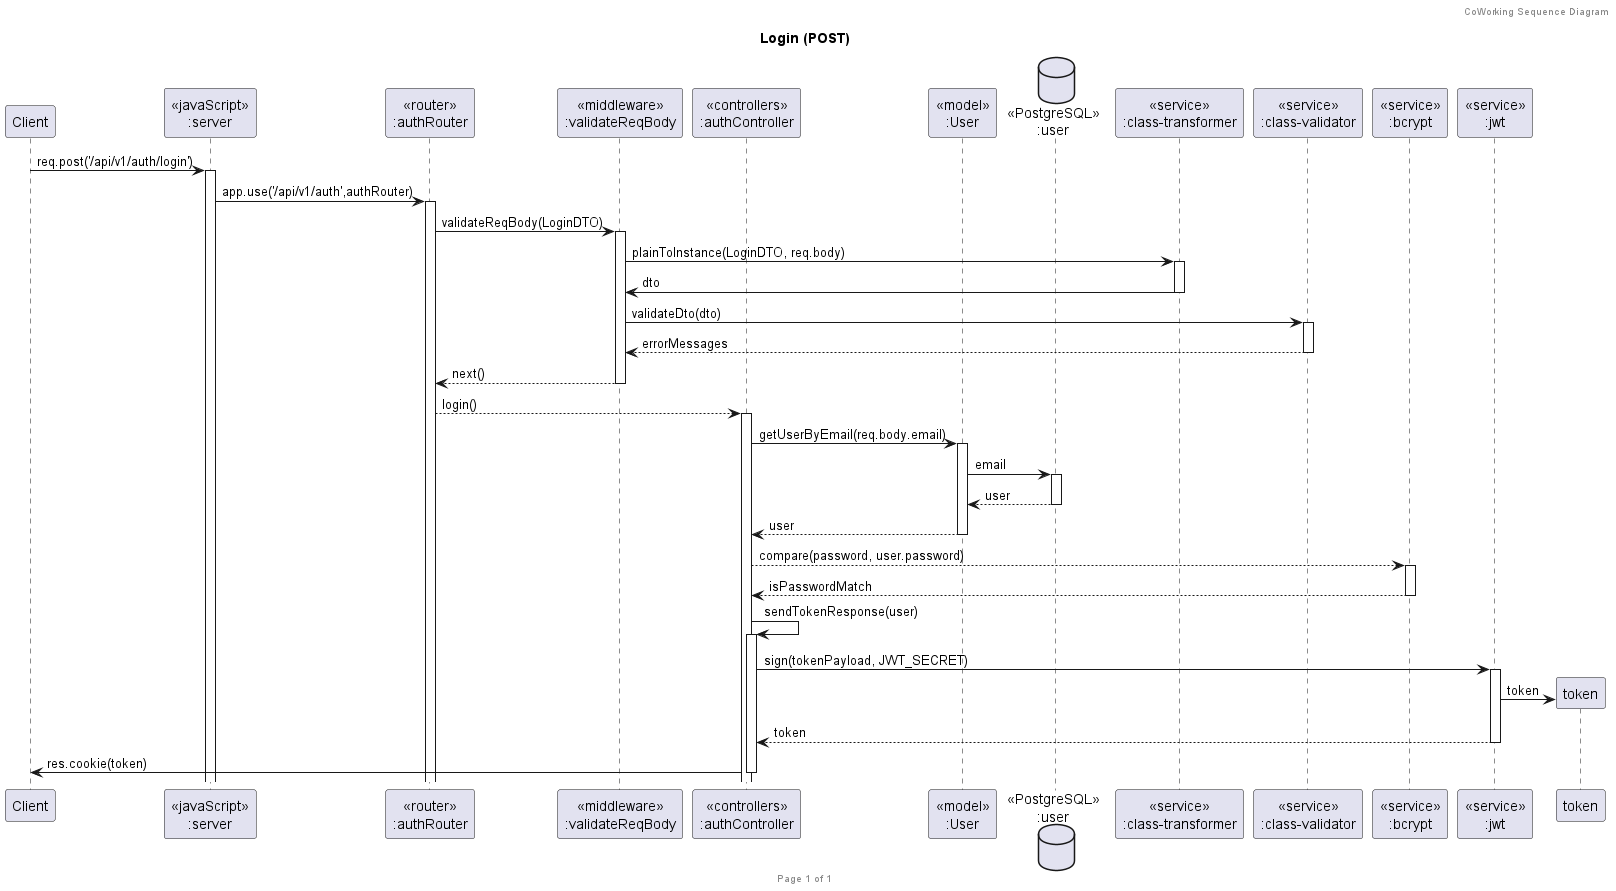 CoWorking Sequence Diagram
Login (POST)
Client
«javaScript»
:server
«router»
:authRouter
«middleware»
:validateReqBody
«controllers»
:authController
«model»
:User
«PostgreSQL»
:user
«service»
:class-transformer
«service»
:class-validator
«service»
:bcrypt
«service»
:jwt
req.post('/api/v1/auth/login')
app.use('/api/v1/auth',authRouter)
validateReqBody(LoginDTO)
plainToInstance(LoginDTO, req.body)
dto
validateDto(dto)
errorMessages
next()
login()
getUserByEmail(req.body.email)
email
user
user
compare(password, user.password)
isPasswordMatch
sendTokenResponse(user)
sign(tokenPayload, JWT_SECRET)
token
token
token
res.cookie(token)
Client
«javaScript»
:server
«router»
:authRouter
«middleware»
:validateReqBody
«controllers»
:authController
«model»
:User
«PostgreSQL»
:user
«service»
:class-transformer
«service»
:class-validator
«service»
:bcrypt
«service»
:jwt
token
Page 1 of 1